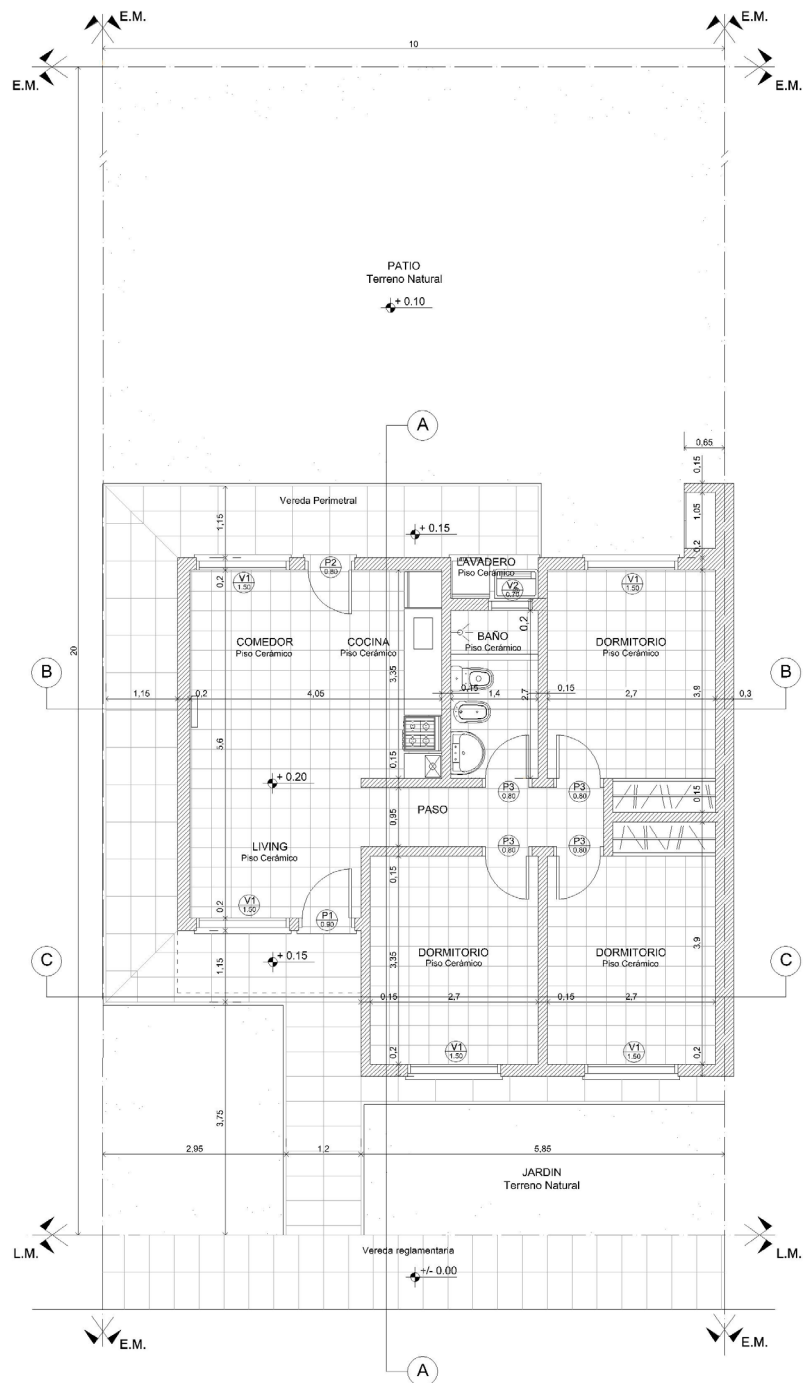 E.M.
E.M.
10
E.M.
E.M.
PATIO
Terreno Natural
+ 0.10
A
0,65
0,15
Vereda Perimetral
1,15
1,05
+ 0.15
0,2
LAVADERO
Piso Cerámico
P2
0.80
V1
1.50
V2
0.70
V1
1.50
0,2
0,2
20
COMEDOR
Piso Cerámico
COCINA
Piso Cerámico
BAÑO
Piso Cerámico
DORMITORIO
Piso Cerámico
3,35
B
B
1,15
0,2
4,05
0,15
1,4
2,7
0,15
2,7
3,9
0,3
5,6
0,15
+ 0.20
P3
0.80
P3
0.80
0,15
PASO
0,95
LIVING
Piso Cerámico
P3
0.80
P3
0.80
0,15
V1
1.50
0,2
P1
0.90
+ 0.15
DORMITORIO
Piso Cerámico
DORMITORIO
Piso Cerámico
3,35
3,9
C
C
1,15
0,15
2,7
0,15
2,7
V1
1.50
V1
1.50
0,2
0,2
3,75
2,95
1,2
5,85
JARDIN
Terreno Natural
L.M.
L.M.
Vereda reglamentaria
+/- 0.00
E.M.
E.M.
A